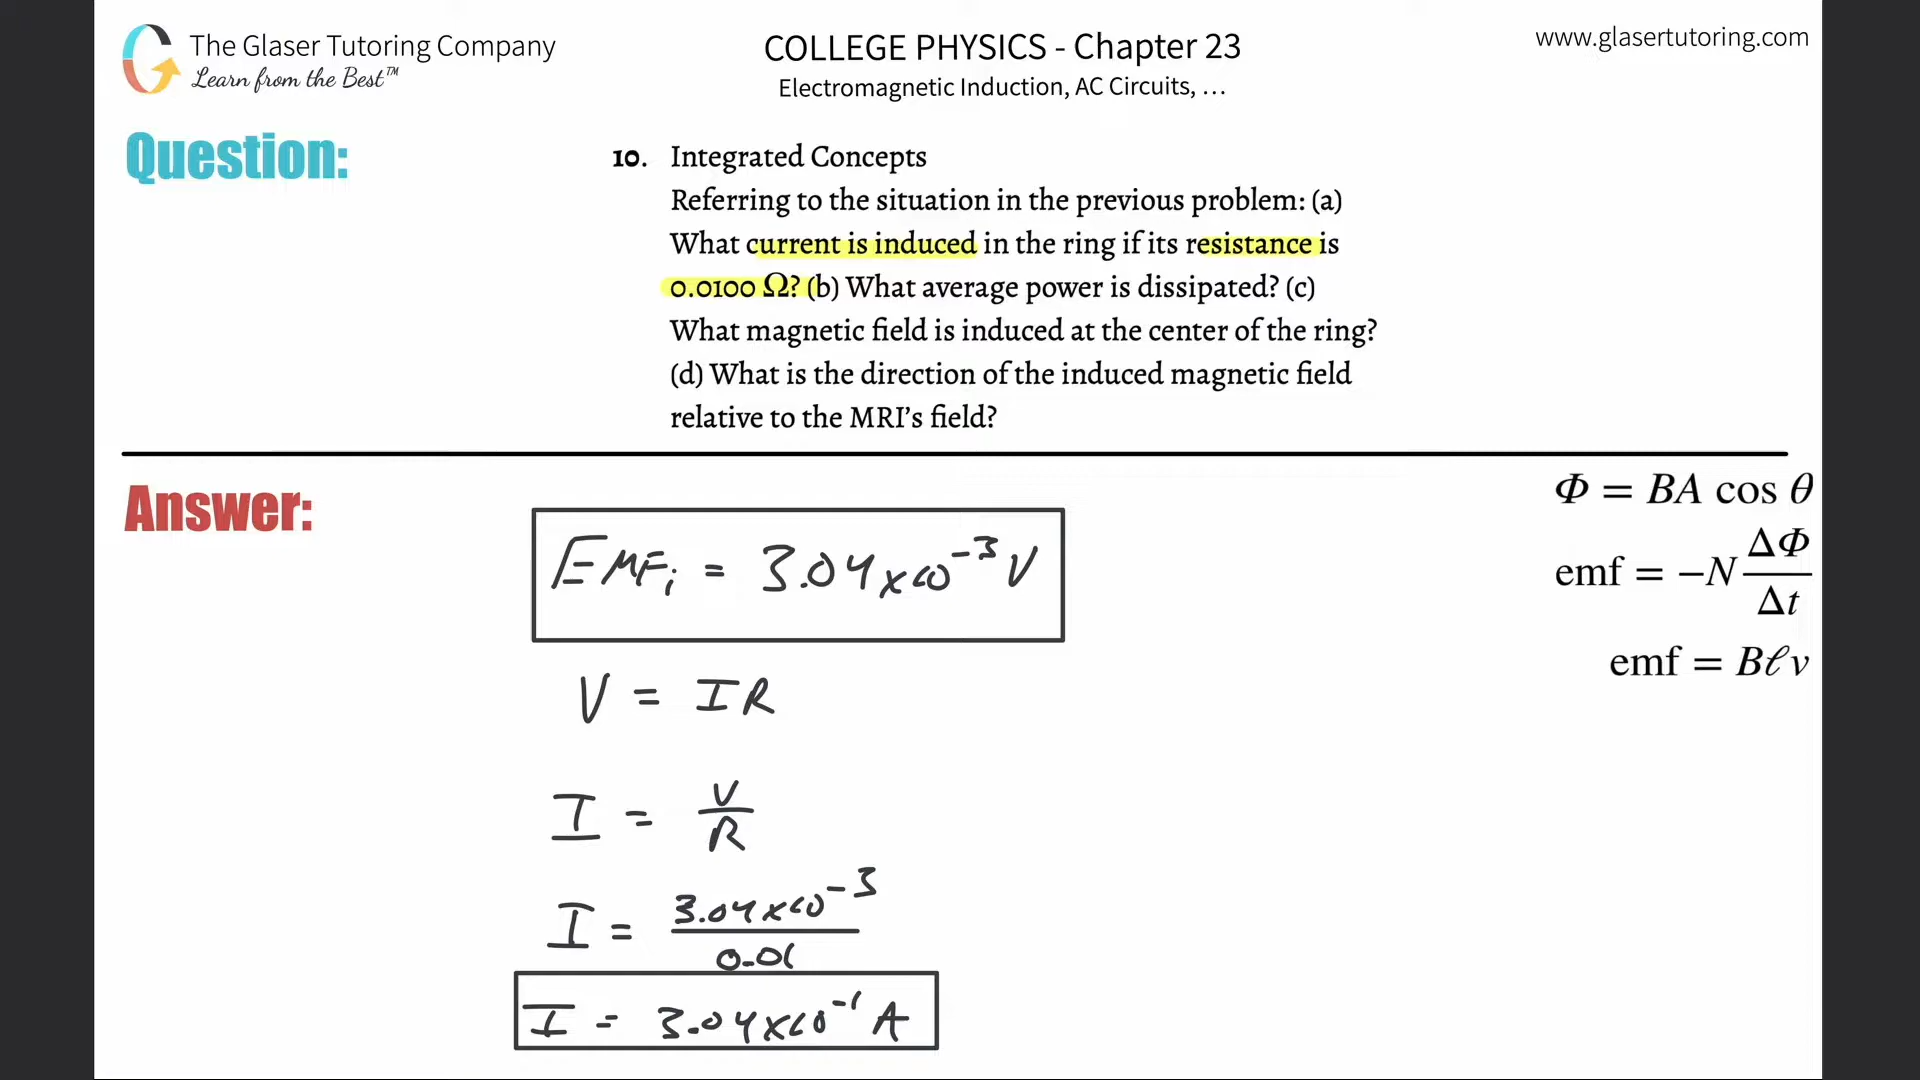 The Glaser Tutoring Company
Learn from the Best™
COLLEGE PHYSICS - Chapter 23
Electromagnetic Induction, AC Circuits, …
www.glasertutoring.com
Question:
10. Integrated Concepts
Referring to the situation in the previous problem: (a)
What current is induced in the ring if its resistance is
0.0100 Ω? (b) What average power is dissipated? (c)
What magnetic field is induced at the center of the ring?
(d) What is the direction of the induced magnetic field
relative to the MRI’s field?
Answer:
EMFi = 3.04x10⁻³ V
V = IR
I = V/R
I = 3.04x10⁻³/0.01
I = 3.04x10⁻¹ A
Φ = BA cos θ
emf = −N ΔΦ/Δt
emf = Bℓv